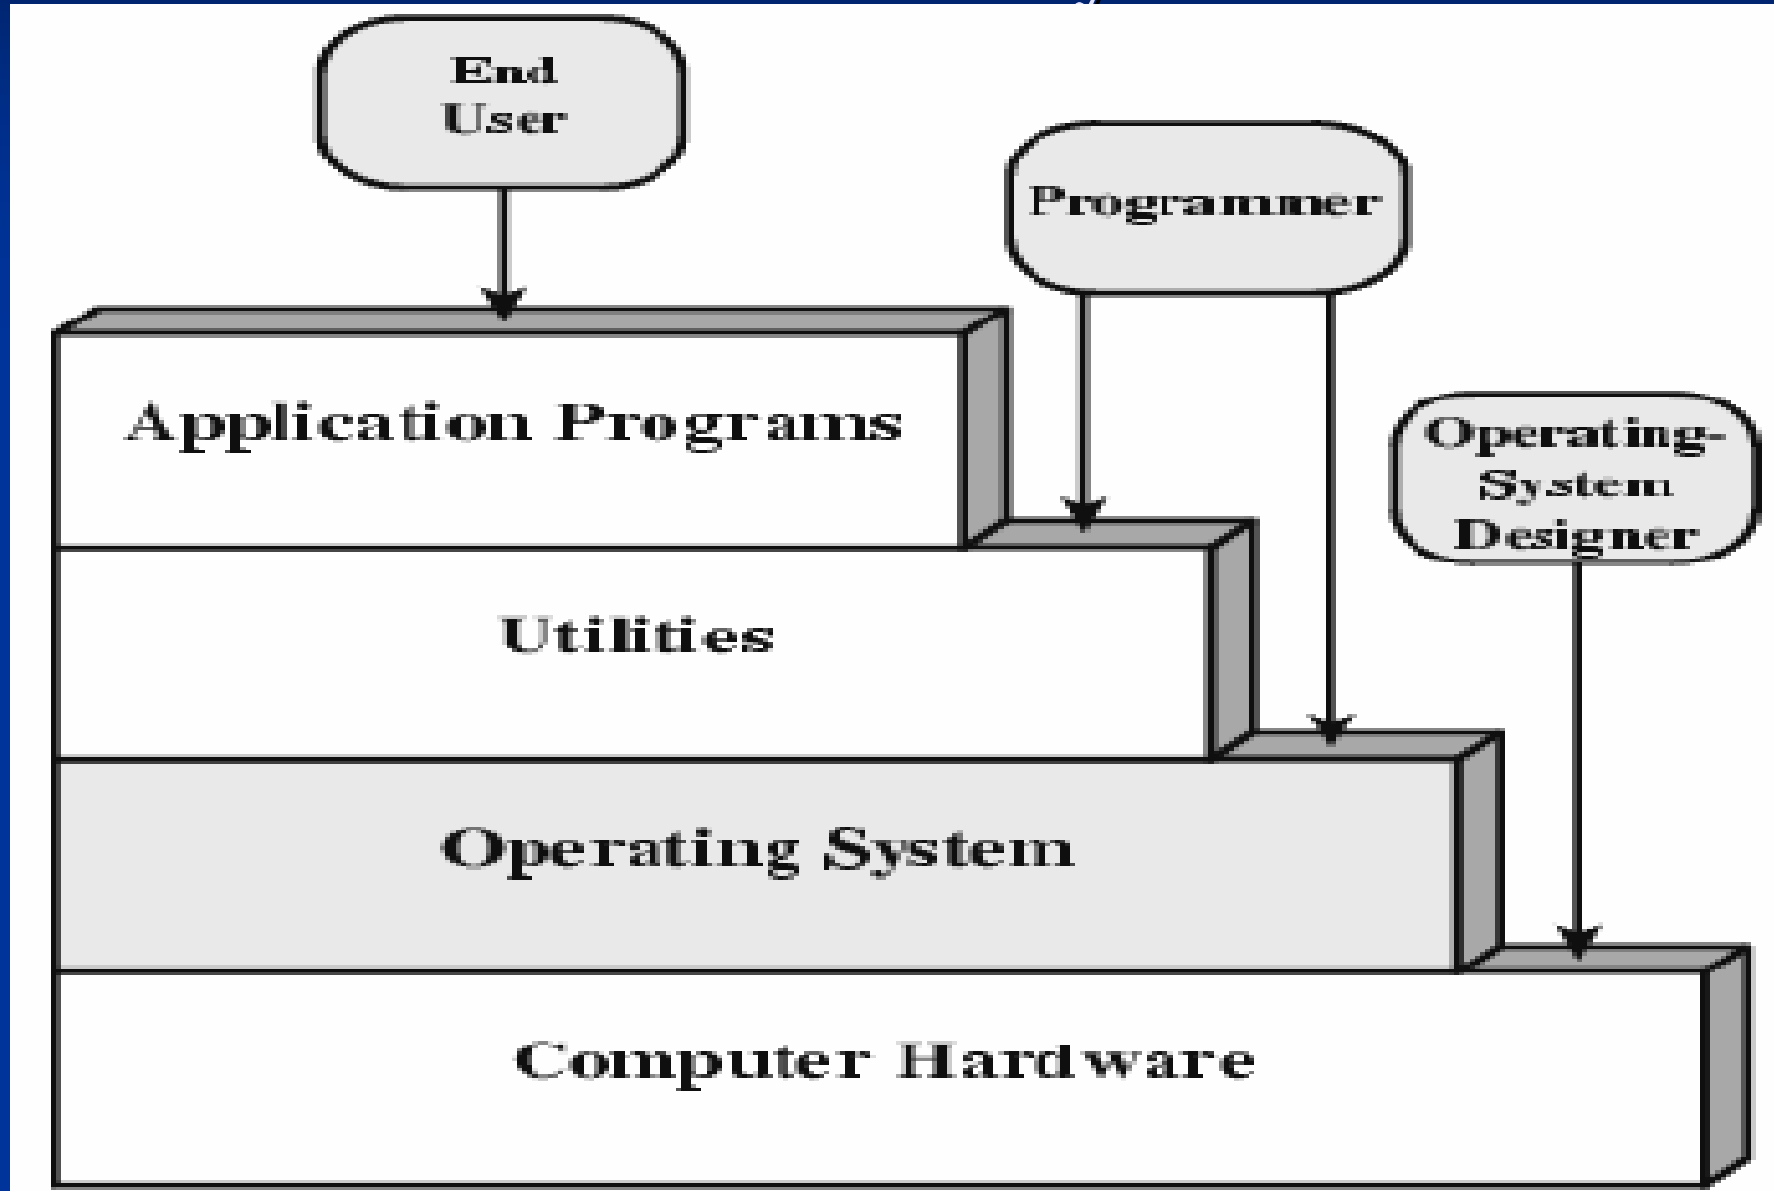 End
User
Programmer
Application Programs
Operating-
System
Designer
Utilities
Operating System
Computer Hardware